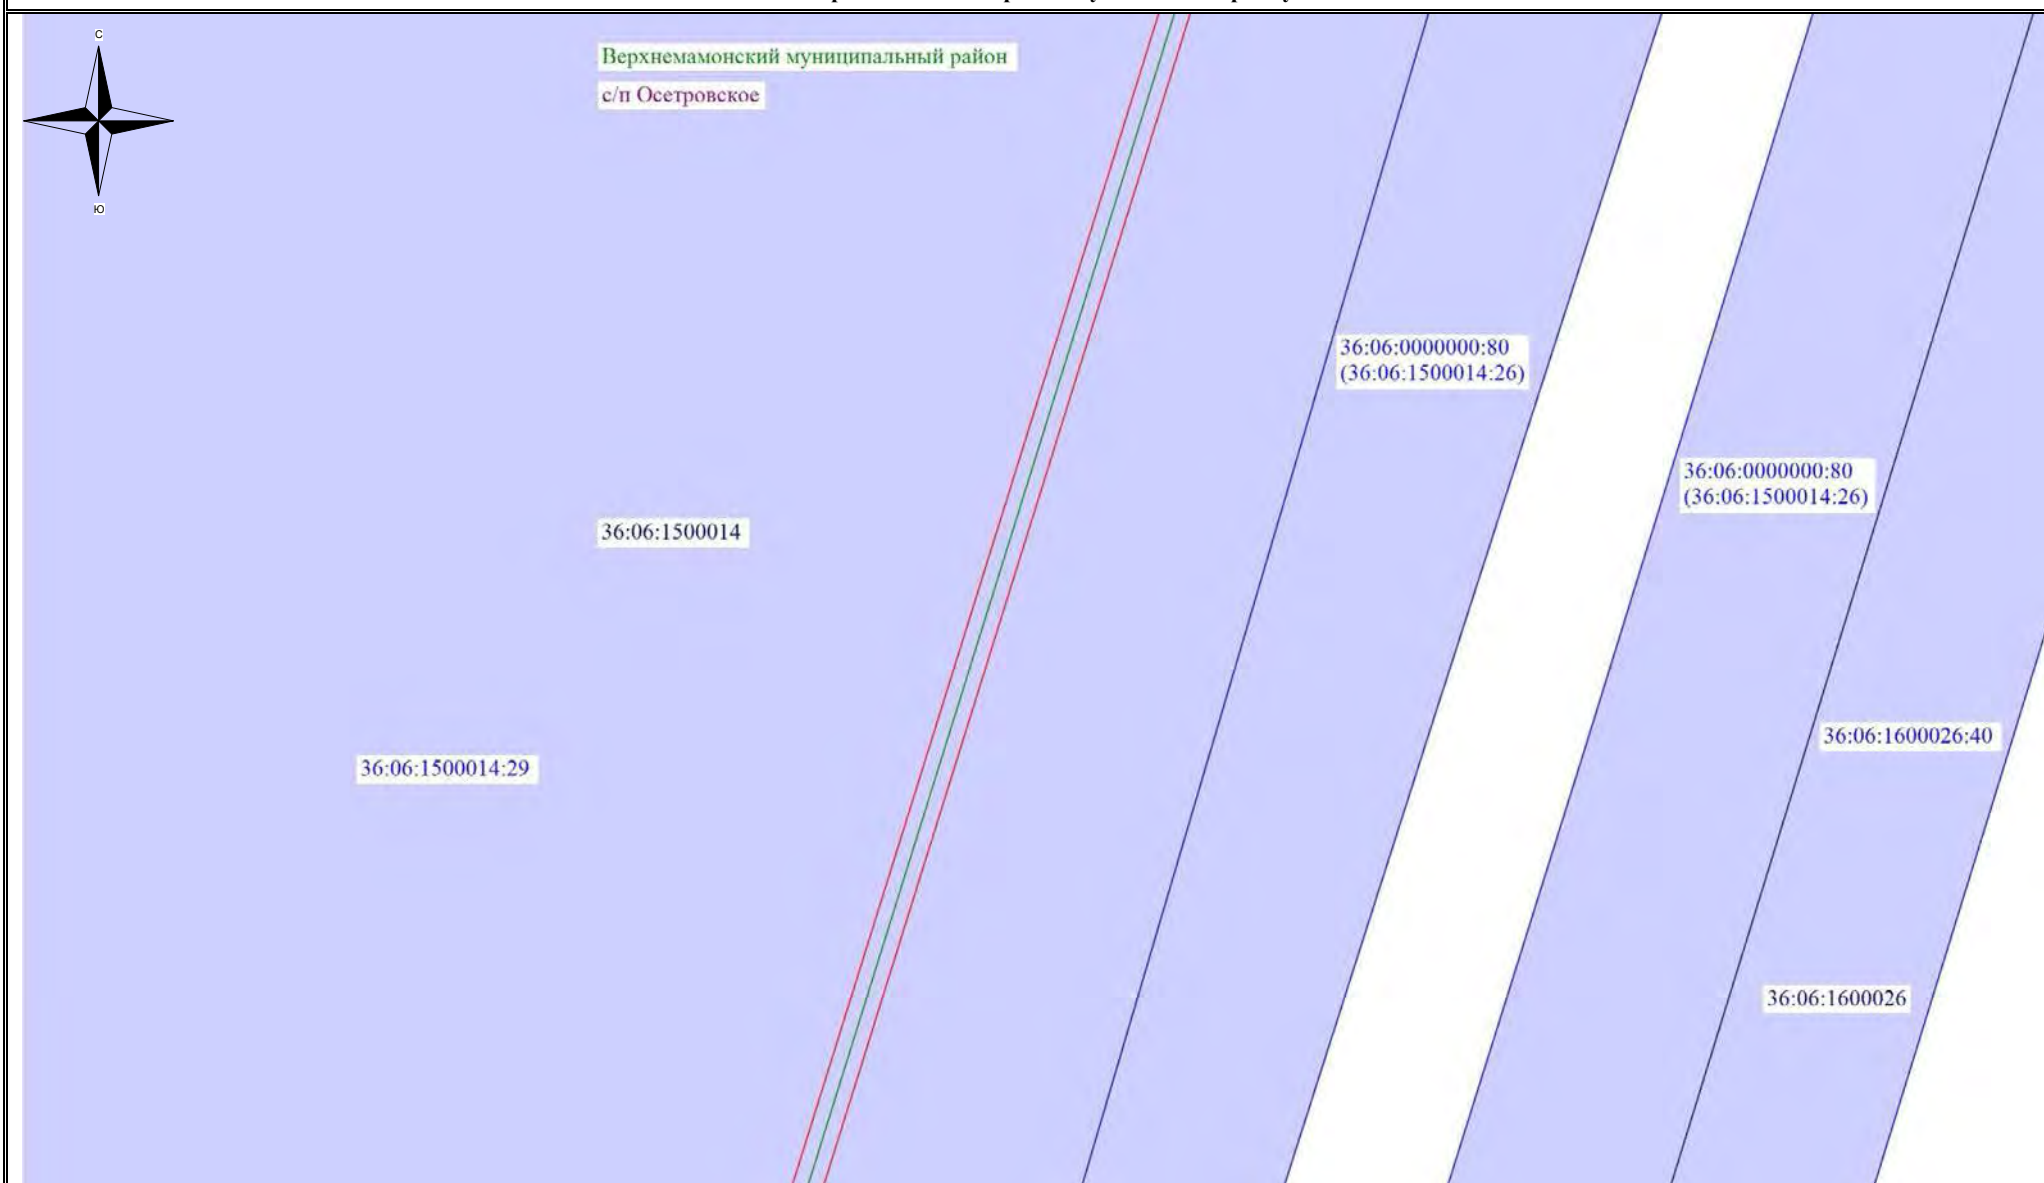 С
Ю
Верхнемамонский муниципальный район
с/п Осетровское
36:06:0000000:80
(36:06:1500014:26)
36:06:0000000:80
(36:06:1500014:26)
36:06:1500014
36:06:1600026:40
36:06:1500014:29
36:06:1600026